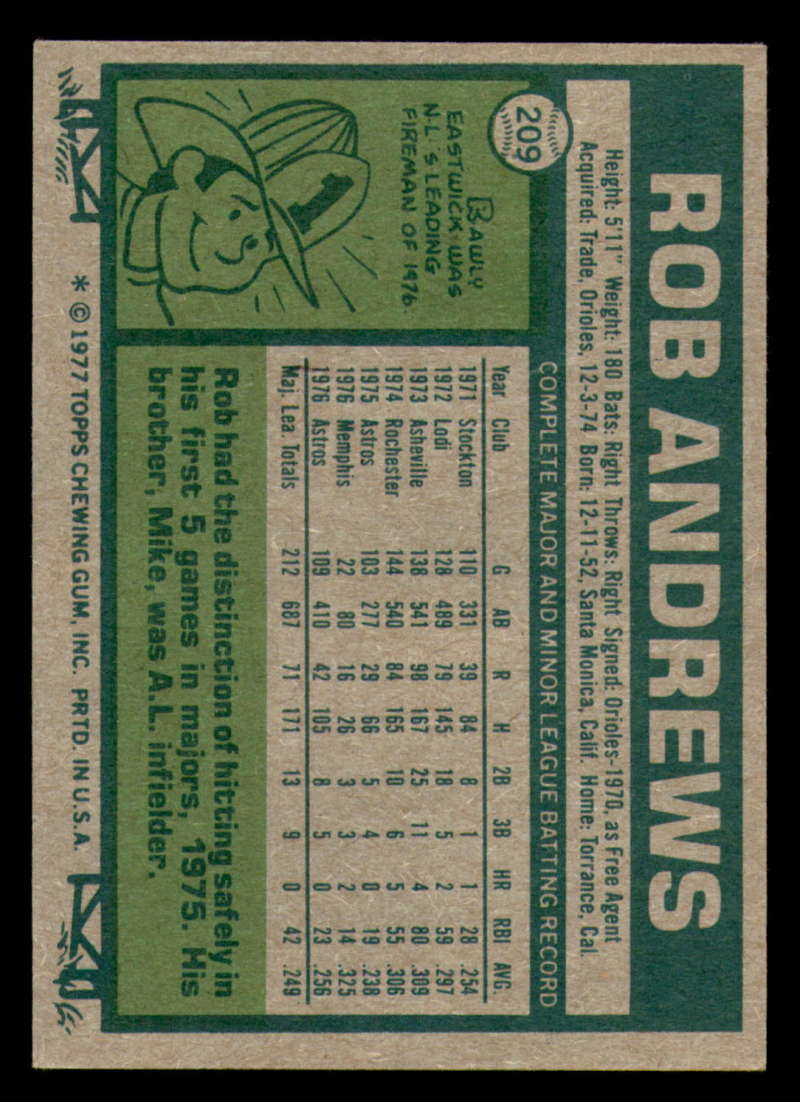 ROB ANDREWS
209
Height: 5'11" Weight: 180 Bats: Right Throws: Right Signed: Orioles-1970, as Free Agent
Acquired: Trade, Orioles, 12-3-74 Born: 12-11-52, Santa Monica, Calif. Home: Torrance, Cal.
COMPLETE MAJOR AND MINOR LEAGUE BATTING RECORD
Year Club G AB R H 2B 3B HR RBI AVG.
1971 Stockton 110 331 39 84 8 1 1 28 .254
1972 Lodi 128 489 79 145 18 5 2 59 .297
1973 Asheville 138 541 98 167 25 11 4 80 .309
1974 Rochester 144 540 84 165 10 6 5 55 .306
1975 Astros 103 277 29 66 5 4 0 19 .238
1976 Memphis 22 80 16 26 3 3 2 14 .325
1976 Astros 109 410 42 105 8 5 0 23 .256
Maj. Lea. Totals 212 687 71 171 13 9 0 42 .249
RAWLY
EASTWICK WAS
N.L.'S LEADING
FIREMAN OF 1976.
1
Rob had the distinction of hitting safely in
his first 5 games in majors, 1975. His
brother, Mike, was A.L. infielder.
* © 1977 TOPPS CHEWING GUM, INC. PRTD. IN U.S.A.